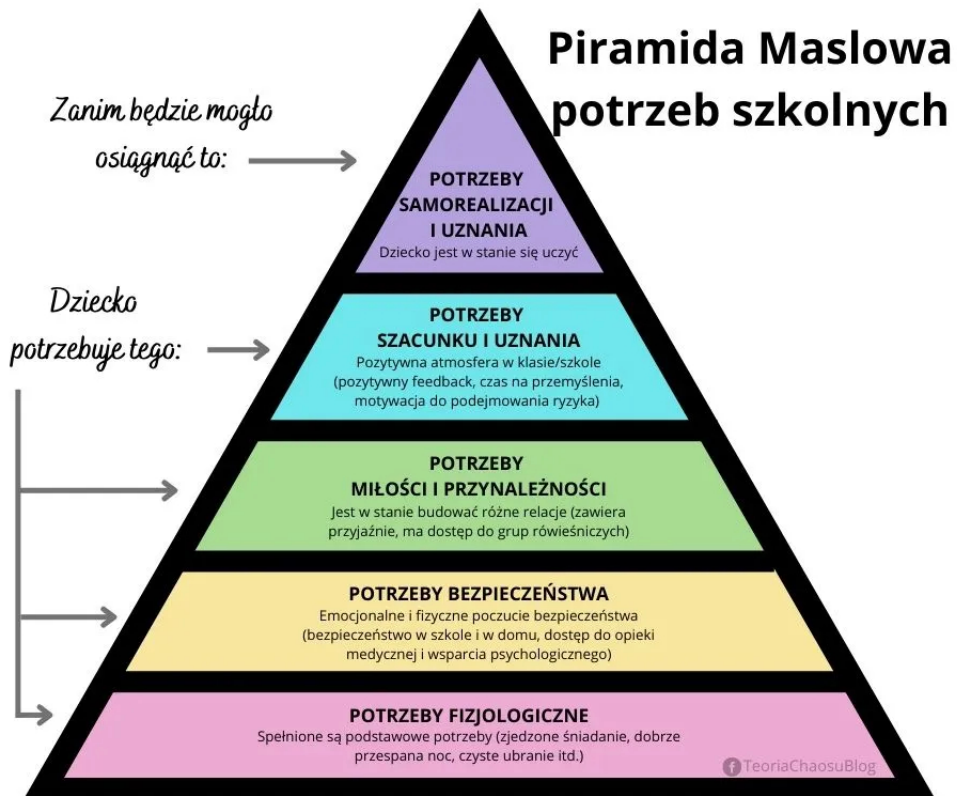 Piramida Maslowa
potrzeb szkolnych
Zanim będzie mogło
osiągnąć to:
POTRZEBY
SAMOREALIZACJI
I UZNANIA
Dziecko jest w stanie się uczyć
Dziecko
potrzebuje tego:
POTRZEBY
SZACUNKU I UZNANIA
Pozytywna atmosfera w klasie/szkole
(pozytywny feedback, czas na przemyślenia,
motywacja do podejmowania ryzyka)
POTRZEBY
MIŁOŚCI I PRZYNALEŻNOŚCI
Jest w stanie budować różne relacje (zawiera
przyjaźnie, ma dostęp do grup rówieśniczych)
POTRZEBY BEZPIECZEŃSTWA
Emocjonalne i fizyczne poczucie bezpieczeństwa
(bezpieczeństwo w szkole i w domu, dostęp do opieki
medycznej i wsparcia psychologicznego)
POTRZEBY FIZJOLOGICZNE
Spełnione są podstawowe potrzeby (zjedzone śniadanie, dobrze
przespana noc, czyste ubranie itd.)
TeoriaChaosuBlog